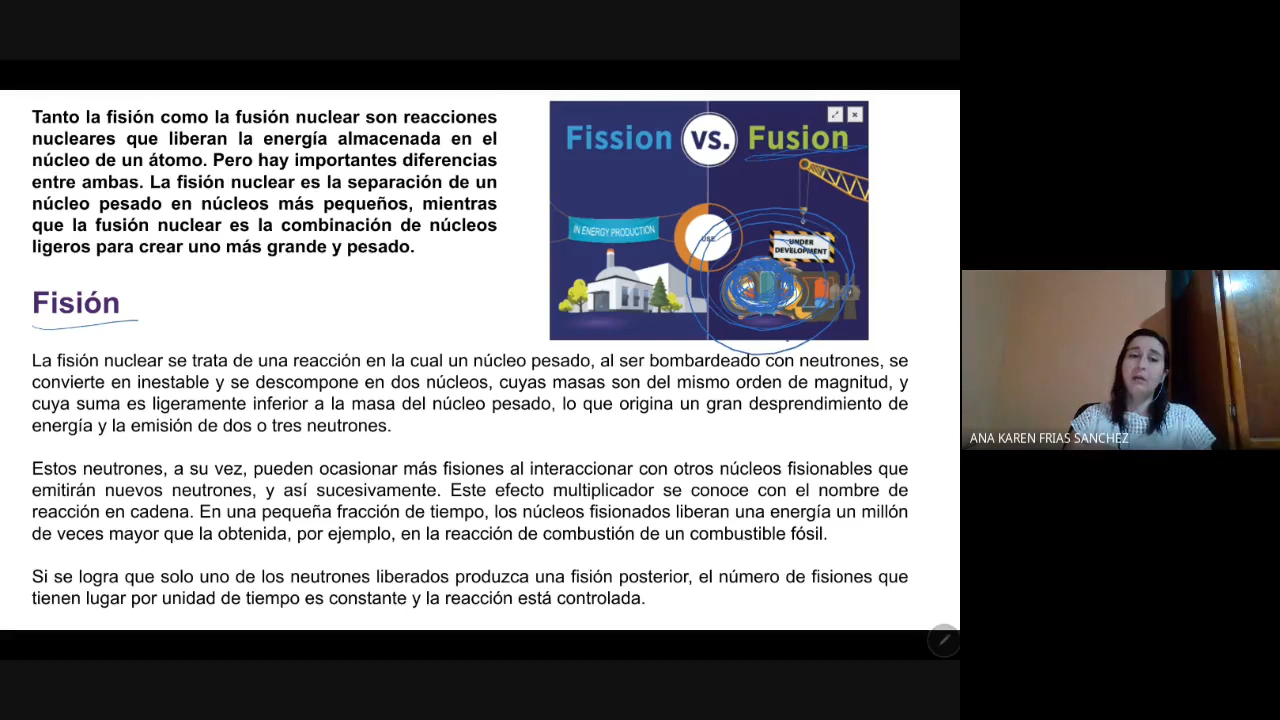 Tanto la fisión como la fusión nuclear son reacciones
nucleares que liberan la energía almacenada en el
núcleo de un átomo. Pero hay importantes diferencias
entre ambas. La fisión nuclear es la separación de un
núcleo pesado en núcleos más pequeños, mientras
que la fusión nuclear es la combinación de núcleos
ligeros para crear uno más grande y pesado.
Fission VS. Fusion
IN ENERGY PRODUCTION
USE
UNDER
DEVELOPMENT
Fisión
La fisión nuclear se trata de una reacción en la cual un núcleo pesado, al ser bombardeado con neutrones, se
convierte en inestable y se descompone en dos núcleos, cuyas masas son del mismo orden de magnitud, y
cuya suma es ligeramente inferior a la masa del núcleo pesado, lo que origina un gran desprendimiento de
energía y la emisión de dos o tres neutrones.
Estos neutrones, a su vez, pueden ocasionar más fisiones al interaccionar con otros núcleos fisionables que
emitirán nuevos neutrones, y así sucesivamente. Este efecto multiplicador se conoce con el nombre de
reacción en cadena. En una pequeña fracción de tiempo, los núcleos fisionados liberan una energía un millón
de veces mayor que la obtenida, por ejemplo, en la reacción de combustión de un combustible fósil.
Si se logra que solo uno de los neutrones liberados produzca una fisión posterior, el número de fisiones que
tienen lugar por unidad de tiempo es constante y la reacción está controlada.
ANA KAREN FRIAS SANCHEZ